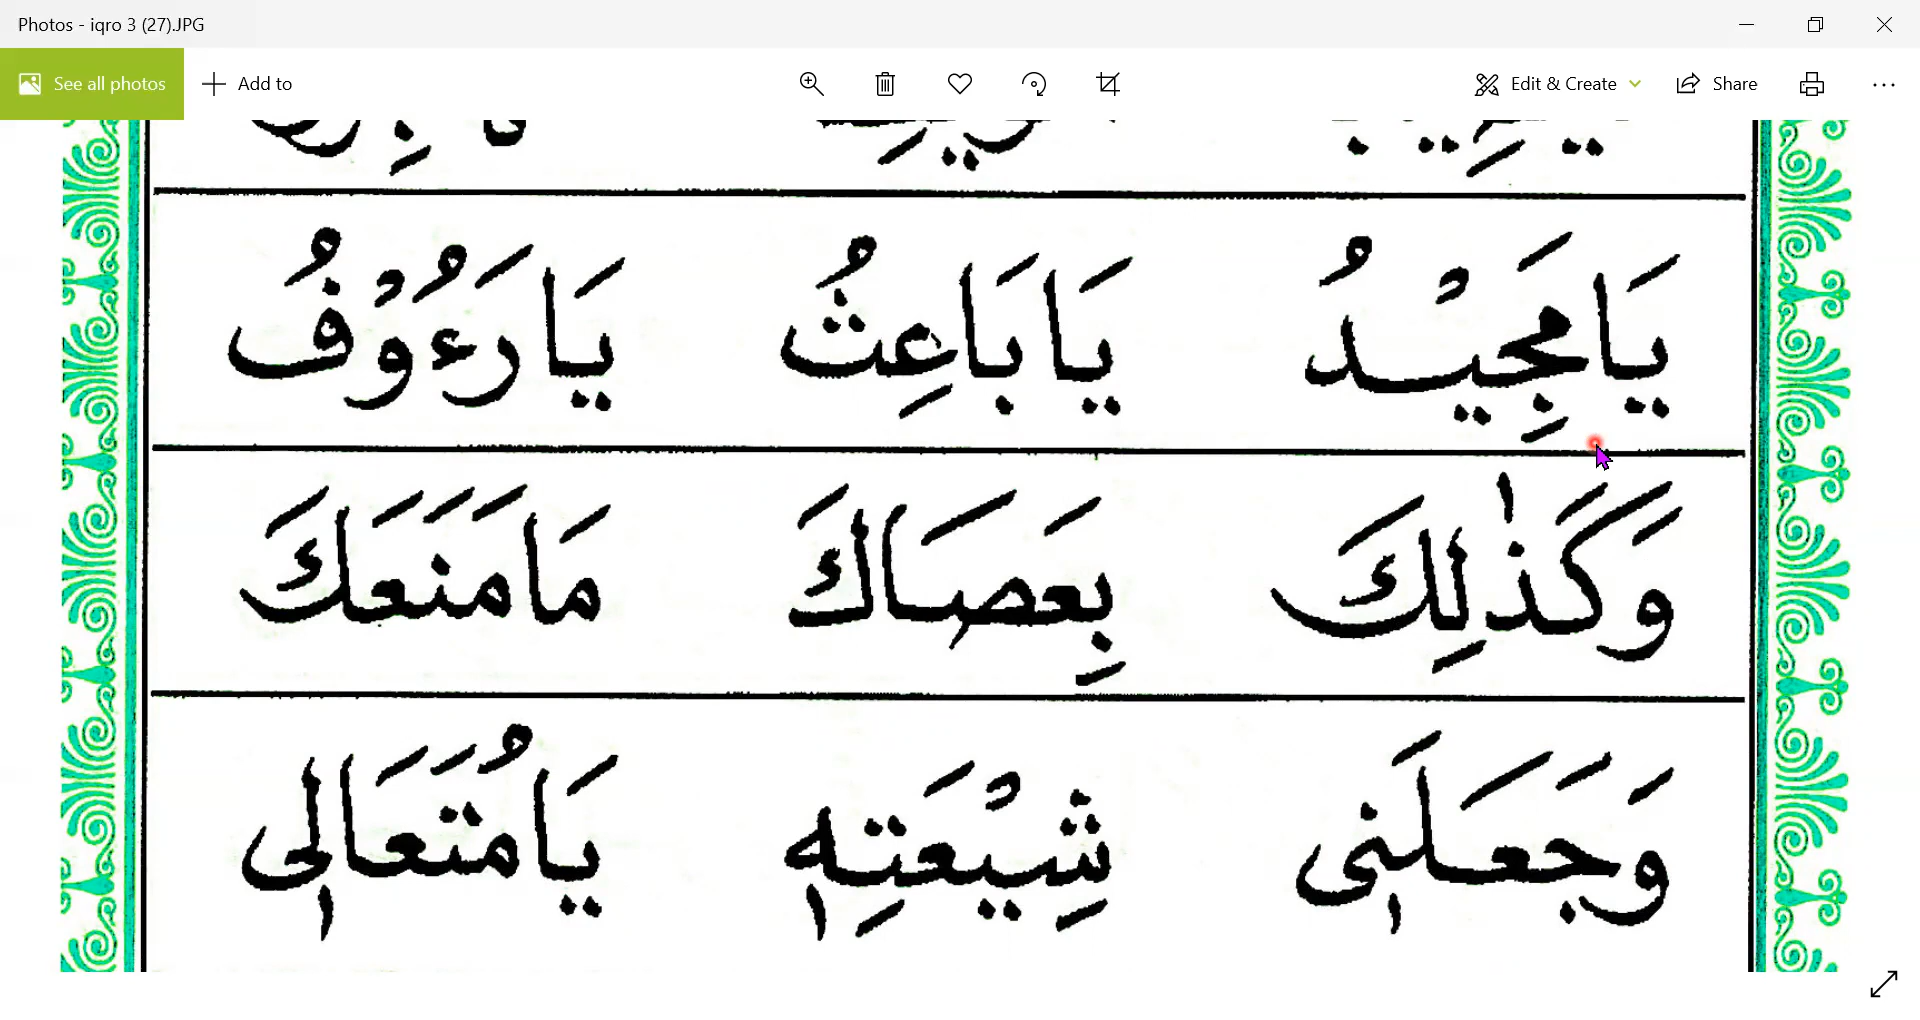 Photos - iqro 3 (27).JPG
See all photos Add to Edit & Create Share
يَامَجِيْدُ يَابَاعِثُ يَارَءُوْفُ
وَكَذٰلِكَ بِعَصَاكَ مَامَنَعَكَ
وَجَعَلَنٖى شِيْعَتِهٖ يَامُتَعَالٖى